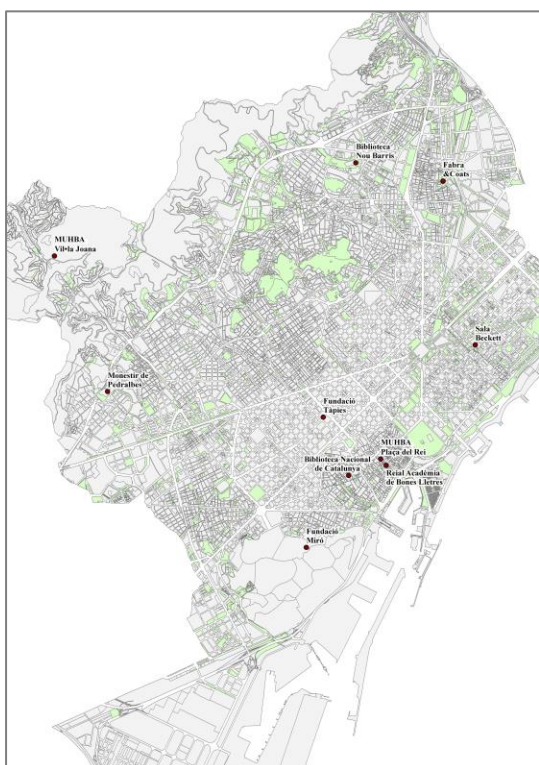 Biblioteca
Nou Barris
Fabra
&Coats
MUHBA
Vil•la Joana
Sala
Beckett
Monestir de
Pedralbes
Fundació
Tàpies
MUHBA
Plaça del Rei
Biblioteca Nacional
de Catalunya
Reial Acadèmia
de Bones Lletres
Fundació
Miró